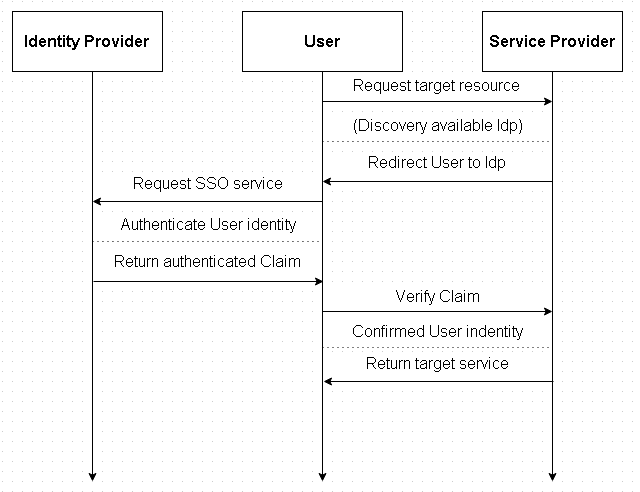 Identity Provider
User
Service Provider
Request target resource
(Discovery available Idp)
Redirect User to Idp
Request SSO service
Authenticate User identity
Return authenticated Claim
Verify Claim
Confirmed User indentity
Return target service